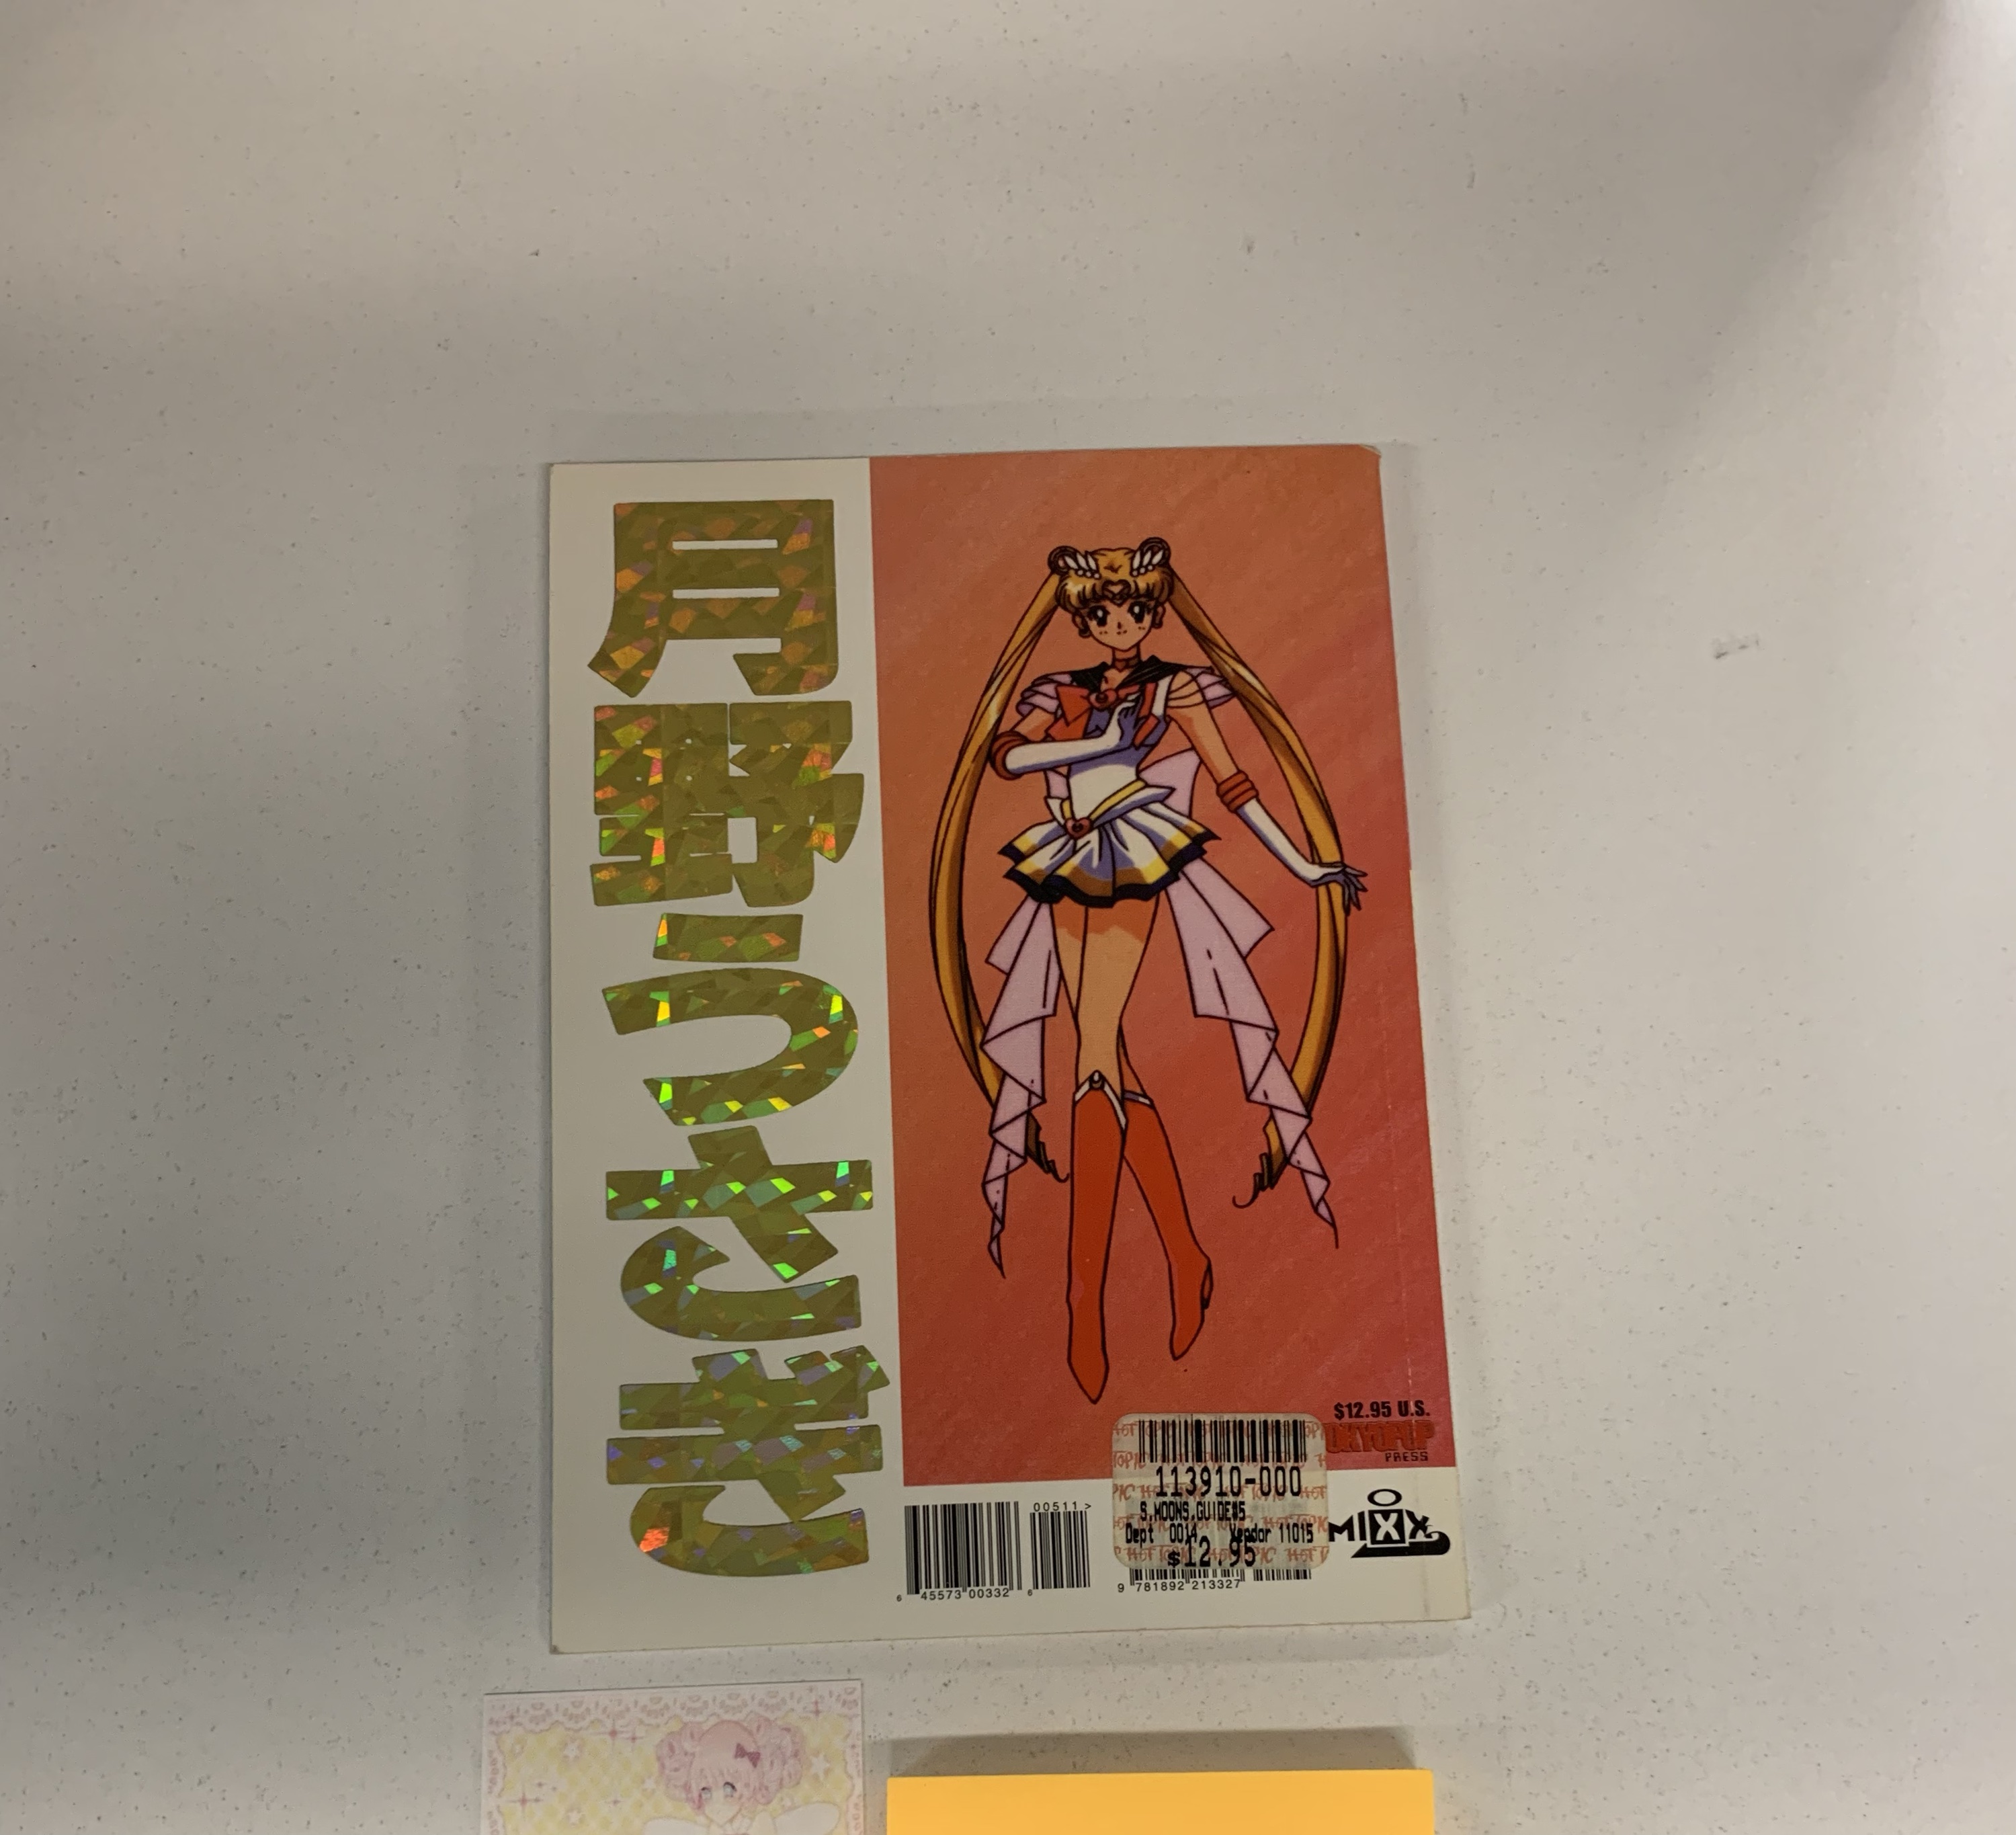 月野うさぎ
$12.95 U.S.
PRESS
113910-000
S.MOONS.GUIDE#5
Dept 0014 Vendor 11015
$12.95
00511 >
6 45573 00332 6
9 781892 213327
MIXX